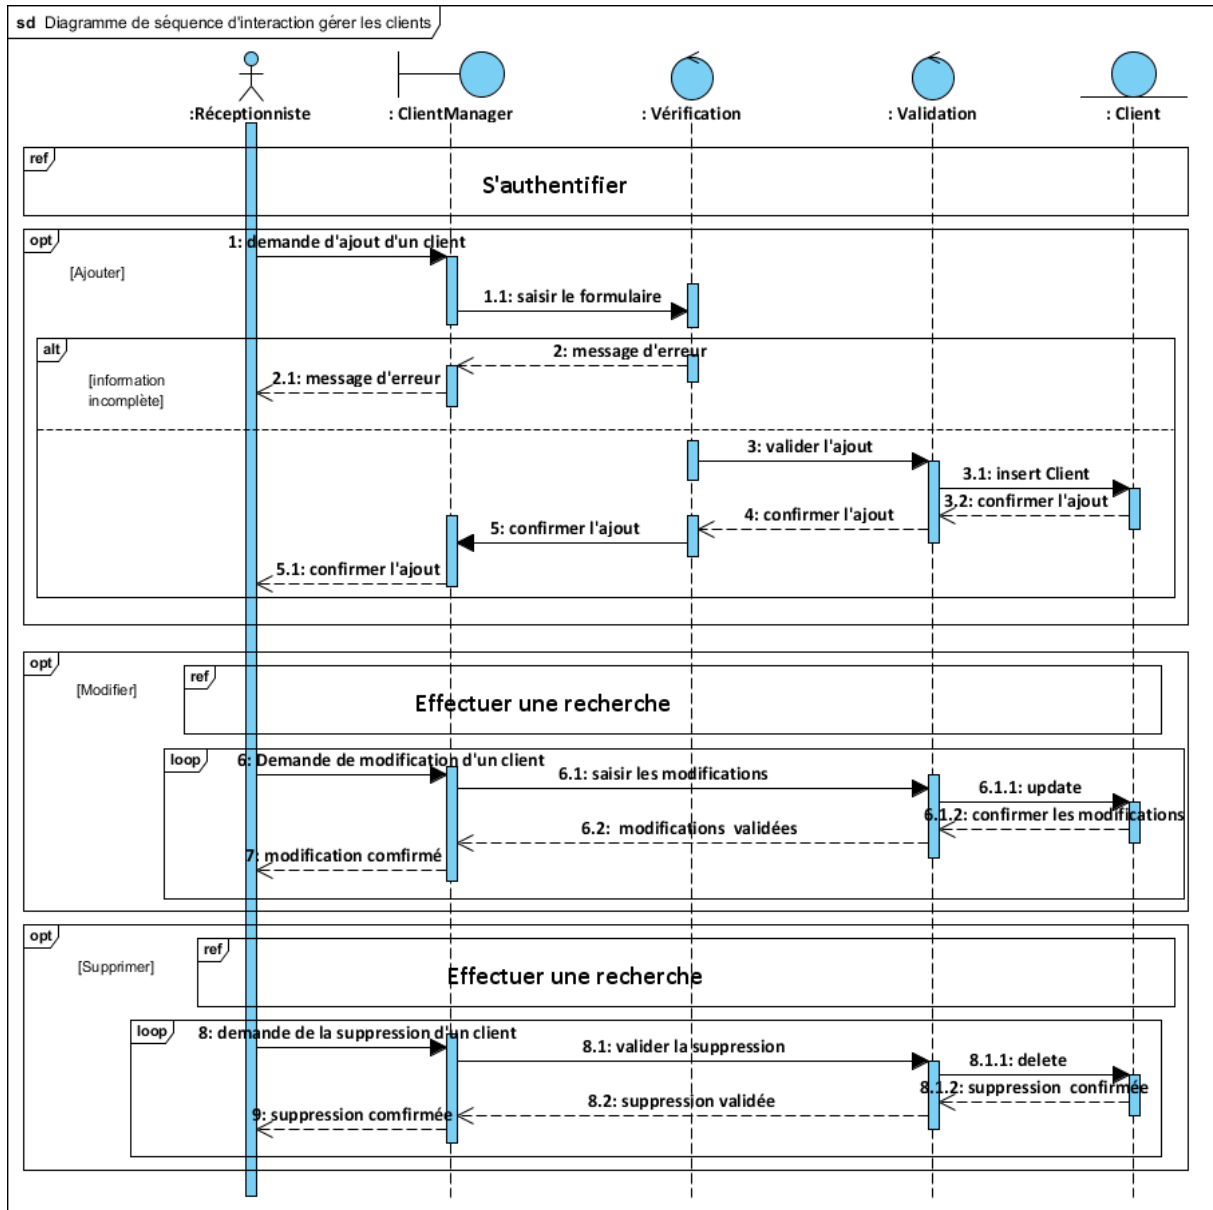 sd Diagramme de séquence d'interaction gérer les clients
:Réceptionniste
: ClientManager
: Vérification
: Validation
: Client
ref
S'authentifier
opt
1: demande d'ajout d'un client
[Ajouter]
1.1: saisir le formulaire
alt
2: message d'erreur
[information
incomplète]
2.1: message d'erreur
3: valider l'ajout
3.1: insert Client
3.2: confirmer l'ajout
4: confirmer l'ajout
5: confirmer l'ajout
5.1: confirmer l'ajout
opt
[Modifier]
ref
Effectuer une recherche
loop
6: Demande de modification d'un client
6.1: saisir les modifications
6.1.1: update
6.1.2: confirmer les modifications
6.2: modifications validées
7: modification comfirmé
opt
[Supprimer]
ref
Effectuer une recherche
loop
8: demande de la suppression d'un client
8.1: valider la suppression
8.1.1: delete
8.1.2: suppression confirmée
8.2: suppression validée
9: suppression comfirmée